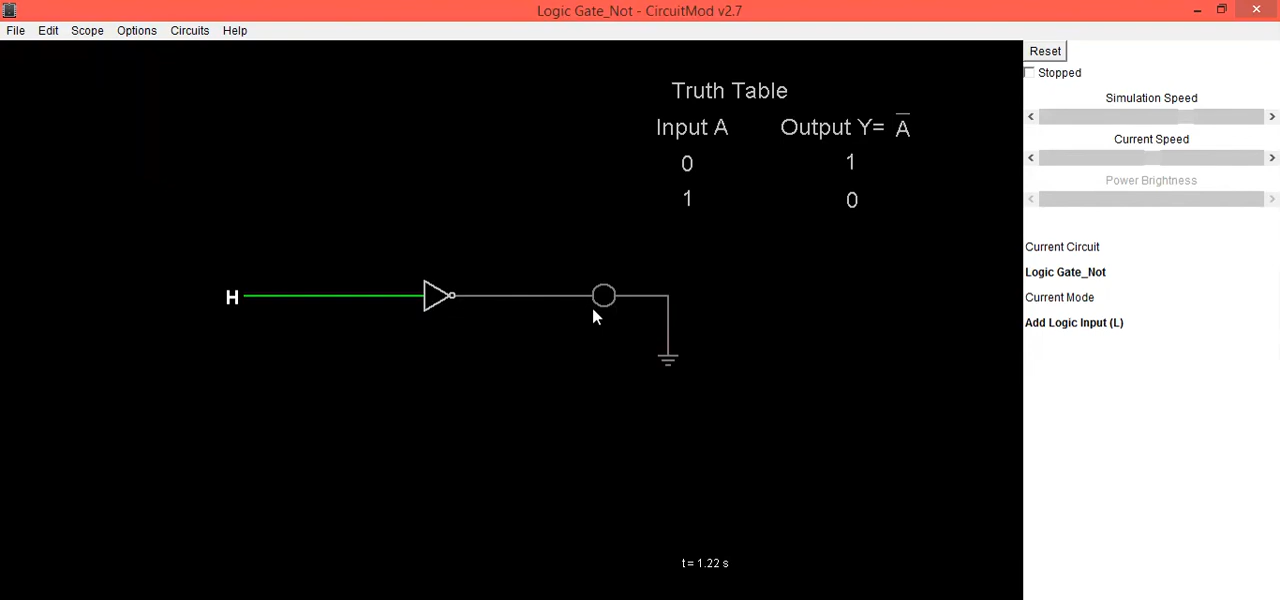 Logic Gate_Not - CircuitMod v2.7
File Edit Scope Options Circuits Help
Reset
Stopped
Simulation Speed
Current Speed
Power Brightness
Current Circuit
Logic Gate_Not
Current Mode
Add Logic Input (L)
Truth Table
Input A Output Y= A̅
0 1
1 0
H
t = 1.22 s